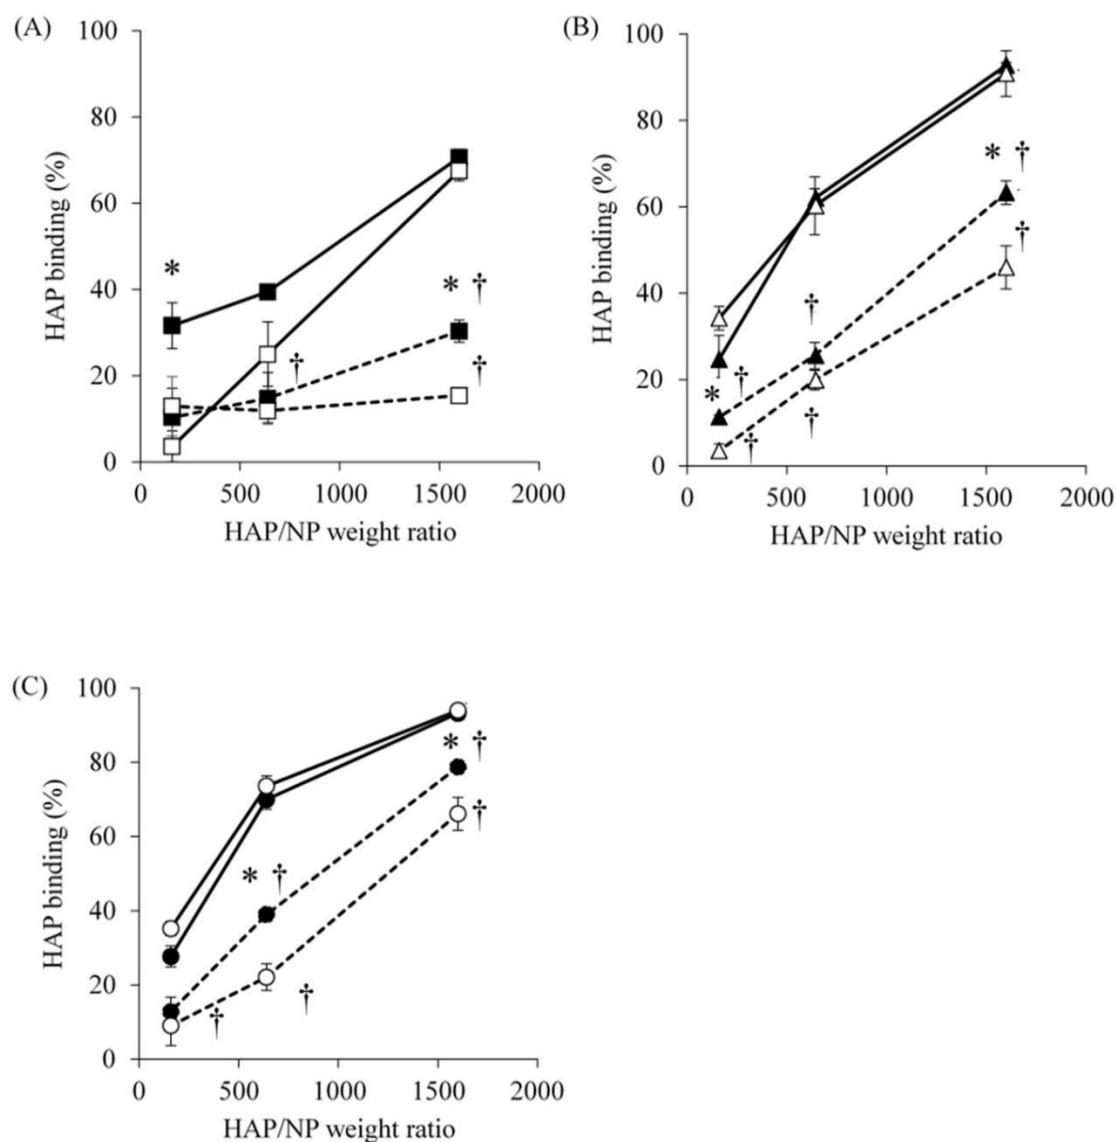 (A)
HAP binding (%)
100
80
60
40
20
0
* * †
† †
0 500 1000 1500 2000
HAP/NP weight ratio
(B)
HAP binding (%)
100
80
60
40
20
0
* †
†
†
* †
† †
0 500 1000 1500 2000
HAP/NP weight ratio
(C)
HAP binding (%)
100
80
60
40
20
0
* †
†
* †
†
†
0 500 1000 1500 2000
HAP/NP weight ratio